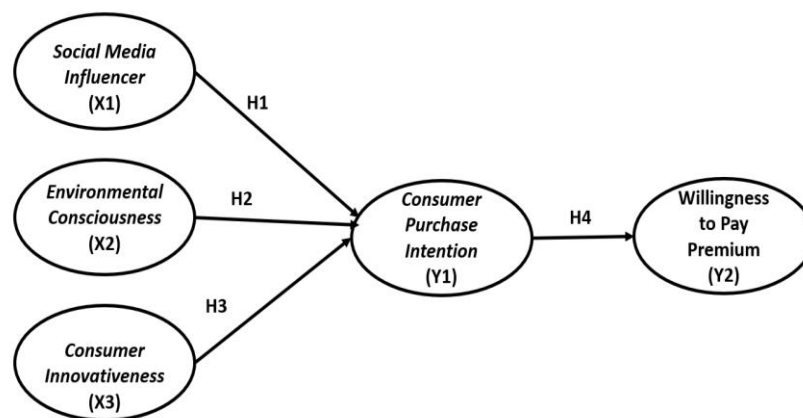 Social Media
Influencer
(X1)
H1
Environmental
Consciousness
(X2)
H2
Consumer
Innovativeness
(X3)
H3
Consumer
Purchase
Intention
(Y1)
H4
Willingness
to Pay
Premium
(Y2)